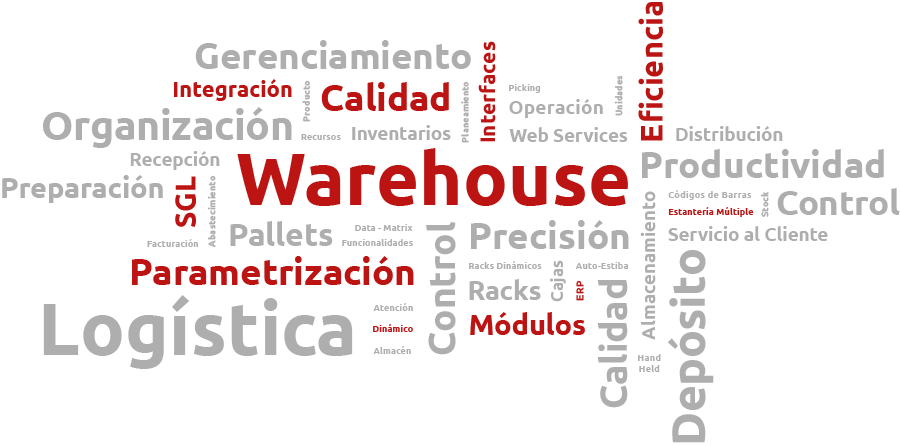 Gerenciamiento
Integración
Producto
Calidad
Planeamiento
Interfaces
Picking
Operación
Unidades
Eficiencia
Organización
Recursos
Inventarios
Web Services
Distribución
Recepción
Warehouse
Productividad
Preparación
SGL
Abastecimiento
Códigos de Barras
Estantería Múltiple
Stock
Control
Facturación
Pallets
Data - Matrix
Funcionalidades
Control
Precisión
Almacenamiento
Servicio al Cliente
Parametrización
Racks Dinámicos
Cajas
Auto-Estiba
Racks
ERP
Calidad
Depósito
Logística
Atención
Dinámico
Almacén
Módulos
Hand
Held